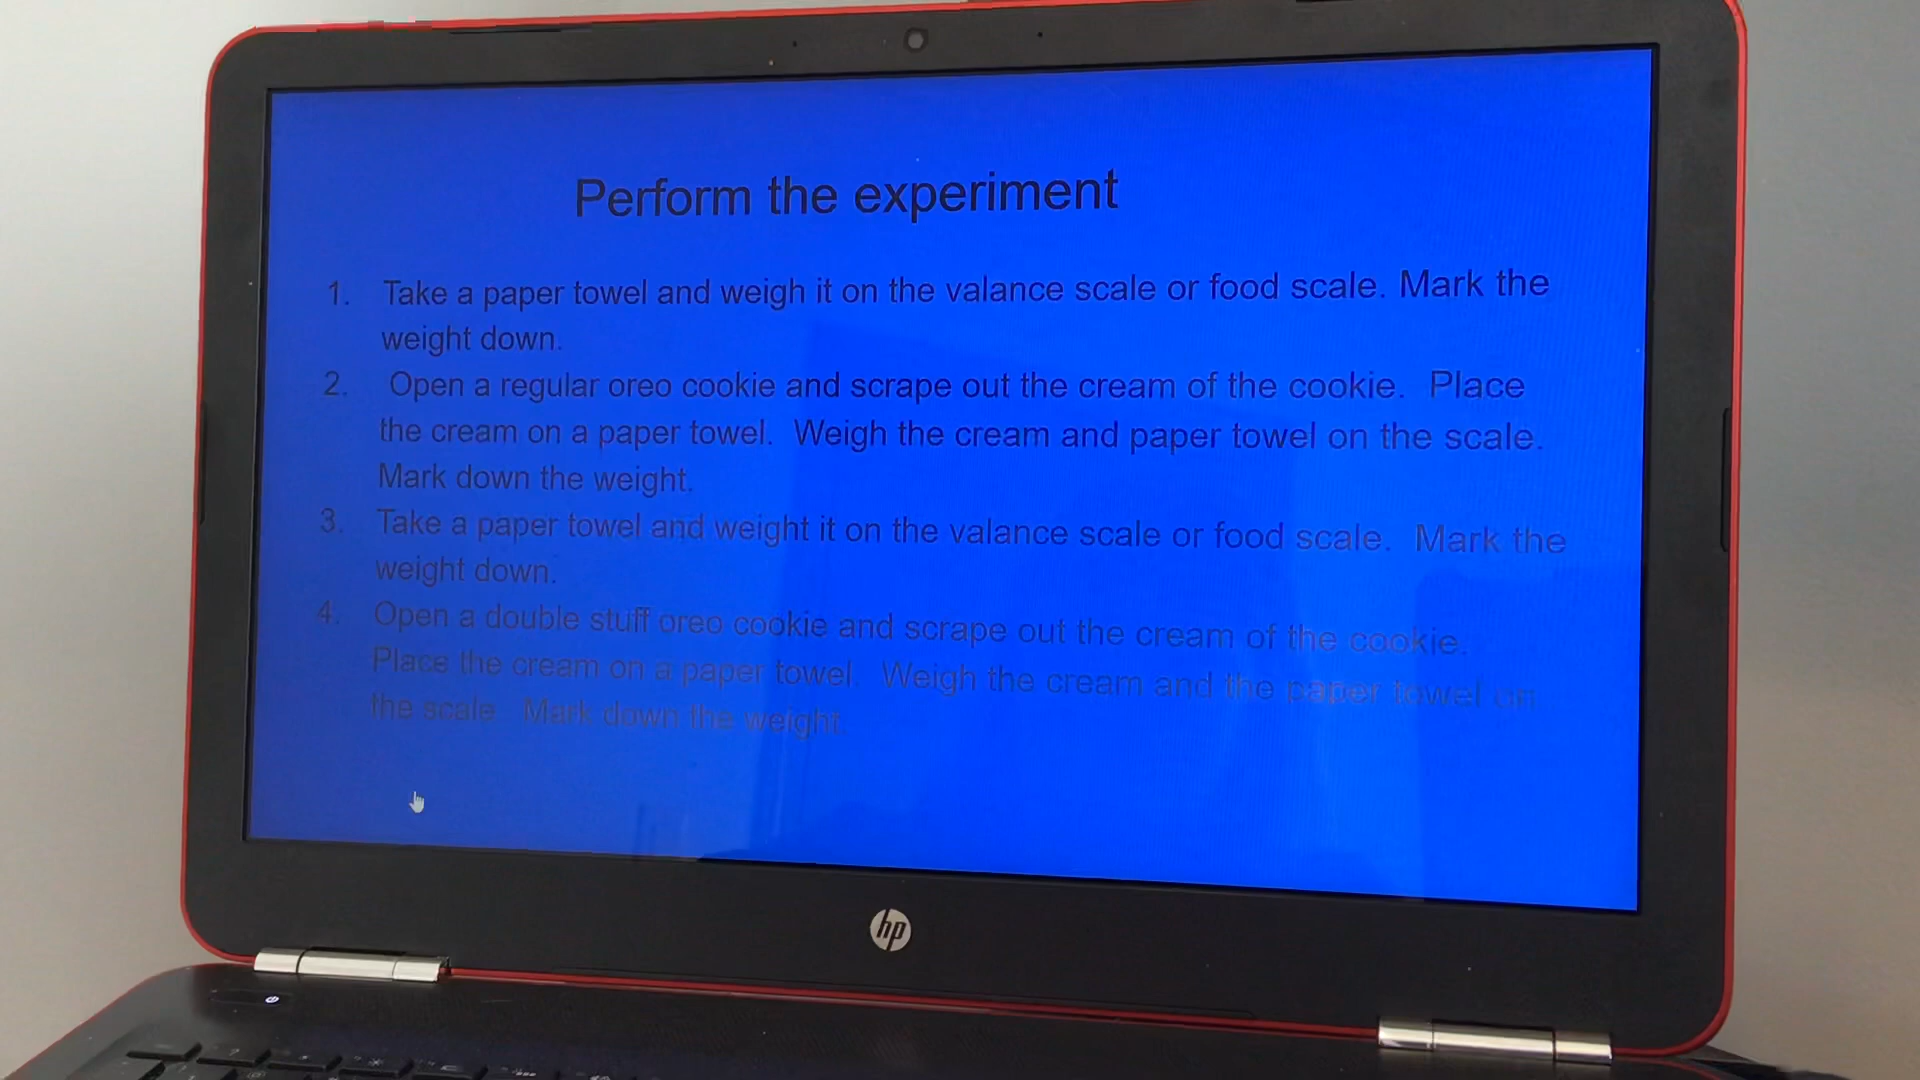 Perform the experiment
1. Take a paper towel and weigh it on the valance scale or food scale. Mark the
weight down.
2. Open a regular oreo cookie and scrape out the cream of the cookie. Place
the cream on a paper towel. Weigh the cream and paper towel on the scale.
Mark down the weight.
3. Take a paper towel and weight it on the valance scale or food scale. Mark the
weight down.
4. Open a double stuff oreo cookie and scrape out the cream of the cookie.
Place the cream on a paper towel. Weigh the cream and the paper towel on
the scale. Mark down the weight.
hp